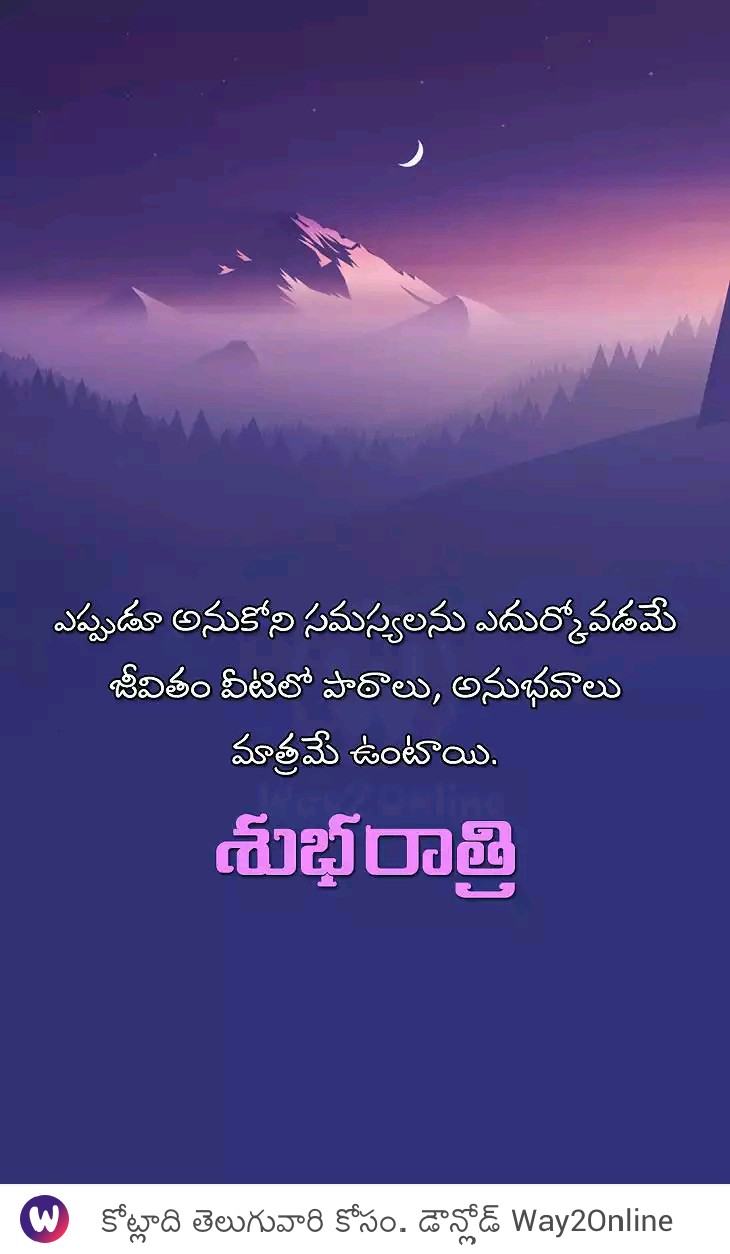 ఎప్పుడూ అనుకోని సమస్యలను ఎదుర్కోవడమే
జీవితం వీటిలో పాఠాలు, అనుభవాలు
మాత్రమే ఉంటాయి.
Way2Online
శుభరాత్రి
W కోట్లాది తెలుగువారి కోసం. డౌన్లోడ్ Way2Online